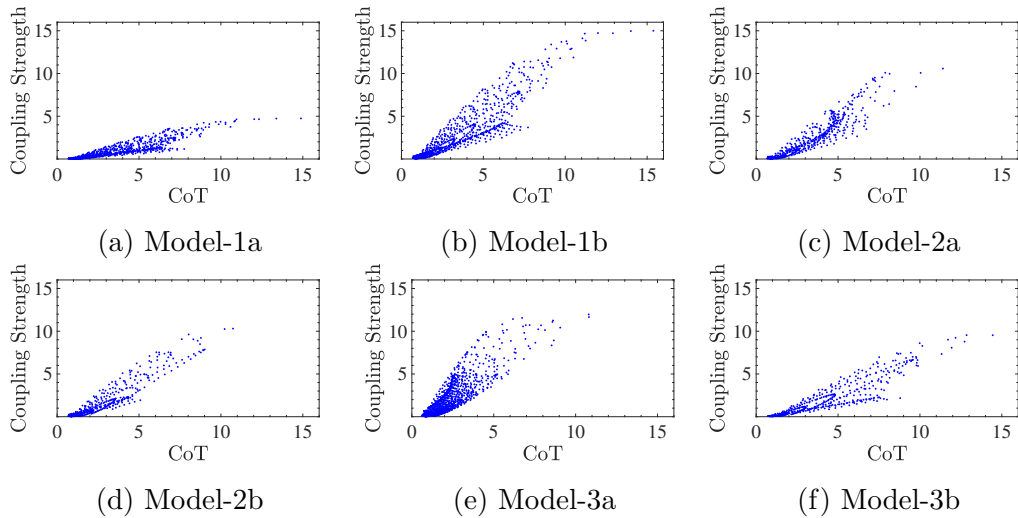 Coupling Strength
15
10
5
0 5 10 15
CoT
(a) Model-1a
Coupling Strength
15
10
5
0 5 10 15
CoT
(b) Model-1b
Coupling Strength
15
10
5
0 5 10 15
CoT
(c) Model-2a
Coupling Strength
15
10
5
0 5 10 15
CoT
(d) Model-2b
Coupling Strength
15
10
5
0 5 10 15
CoT
(e) Model-3a
Coupling Strength
15
10
5
0 5 10 15
CoT
(f) Model-3b